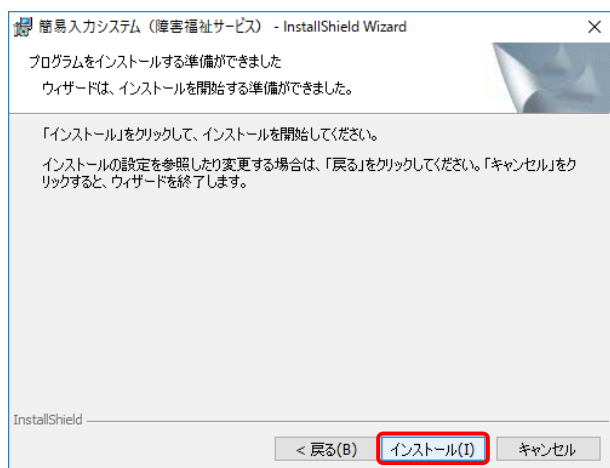 簡易入力システム（障害福祉サービス） - InstallShield Wizard
プログラムをインストールする準備ができました
ウィザードは、インストールを開始する準備ができました。
「インストール」をクリックして、インストールを開始してください。
インストールの設定を参照したり変更する場合は、「戻る」をクリックしてください。「キャンセル」をク
リックすると、ウィザードを終了します。
InstallShield
< 戻る(B) インストール(I) キャンセル